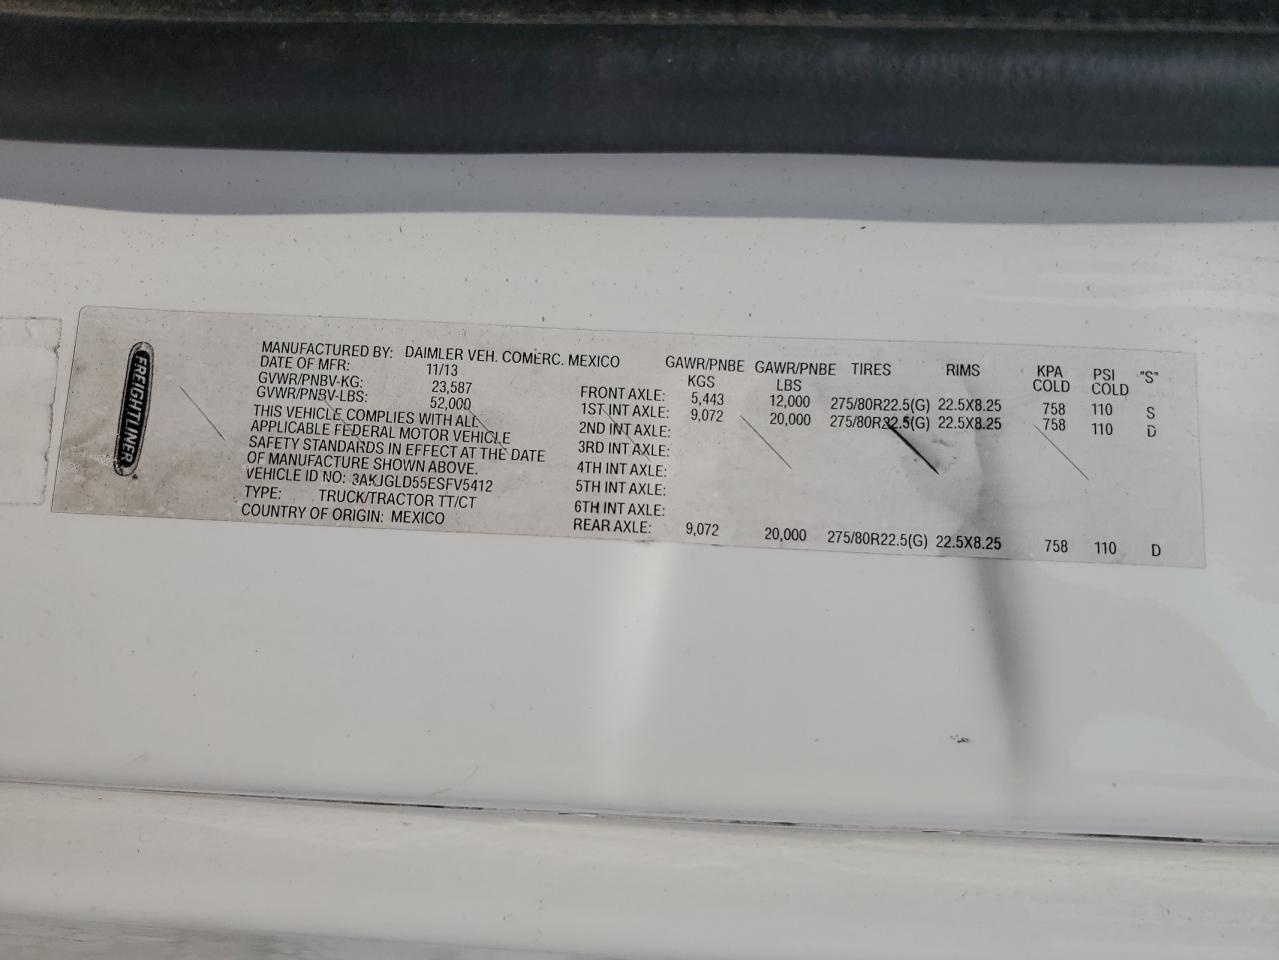 FREIGHTLINER
MANUFACTURED BY: DAIMLER VEH. COMERC. MEXICO
DATE OF MFR: 11/13
GVWR/PNBV-KG: 23,587
GVWR/PNBV-LBS: 52,000
THIS VEHICLE COMPLIES WITH ALL
APPLICABLE FEDERAL MOTOR VEHICLE
SAFETY STANDARDS IN EFFECT AT THE DATE
OF MANUFACTURE SHOWN ABOVE.
VEHICLE ID NO: 3AKJGLD55ESFV5412
TYPE: TRUCK/TRACTOR TT/CT
COUNTRY OF ORIGIN: MEXICO
GAWR/PNBE KGS GAWR/PNBE LBS TIRES RIMS KPA COLD PSI COLD "S"
FRONT AXLE: 5,443 12,000 275/80R22.5(G) 22.5X8.25 758 110 S
1ST INT AXLE: 9,072 20,000 275/80R22.5(G) 22.5X8.25 758 110 D
2ND INT AXLE:
3RD INT AXLE:
4TH INT AXLE:
5TH INT AXLE:
6TH INT AXLE:
REAR AXLE: 9,072 20,000 275/80R22.5(G) 22.5X8.25 758 110 D